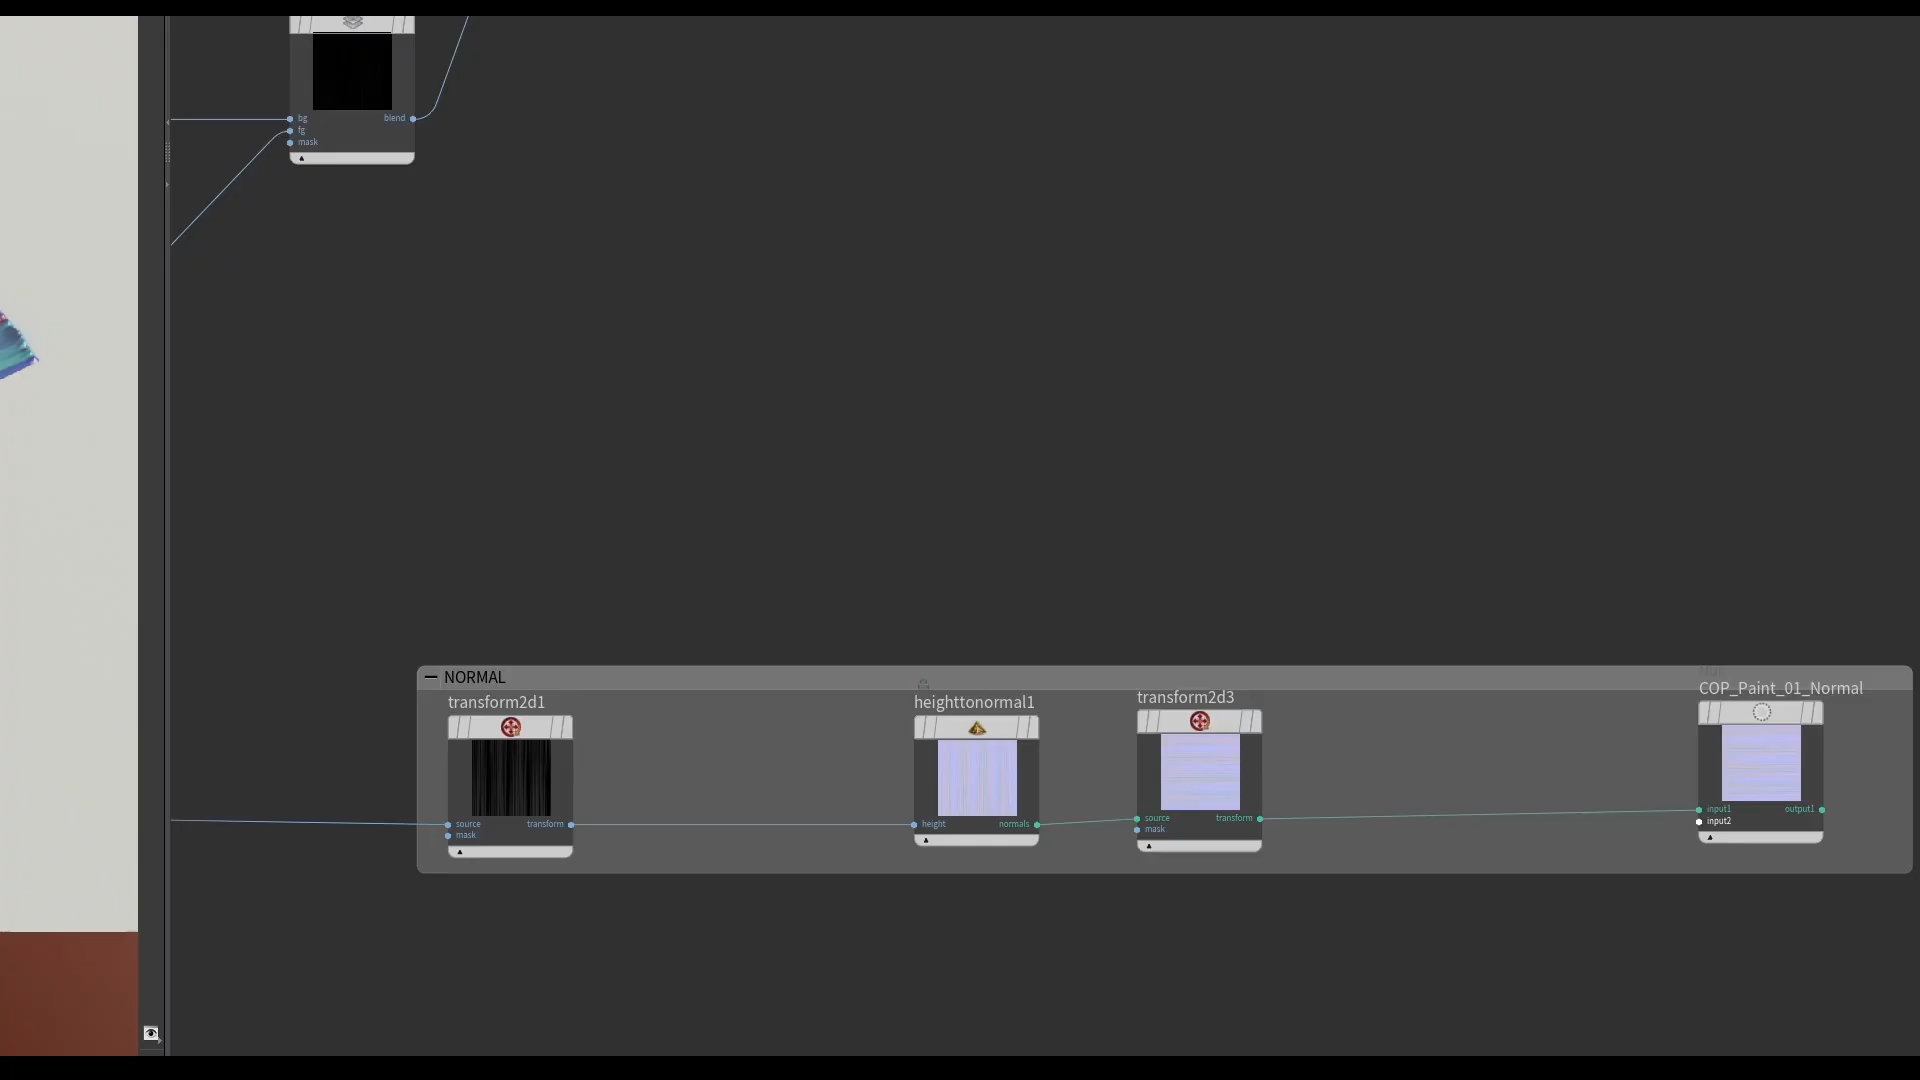 bg
blend
fg
mask
NORMAL
transform2d1
source
transform
mask
heighttonormal1
height
normals
transform2d3
source
transform
mask
COP_Paint_01_Normal
input1
output1
input2